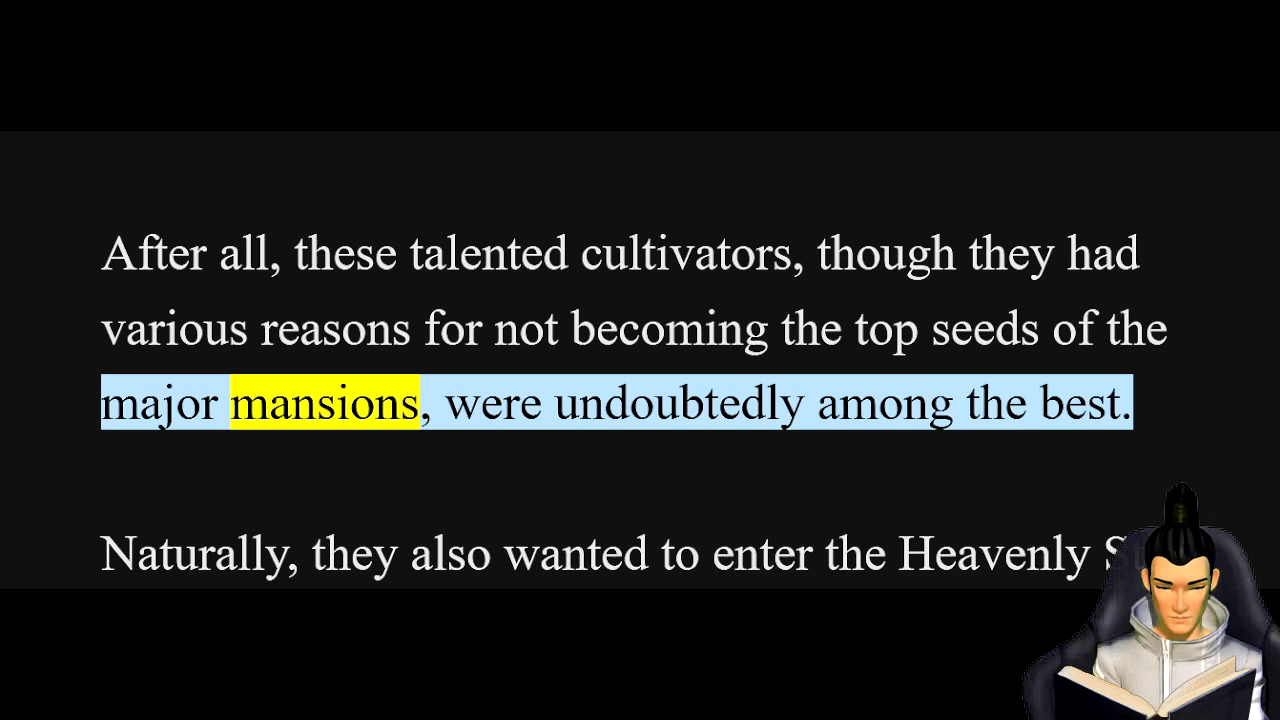 After all, these talented cultivators, though they had
various reasons for not becoming the top seeds of the
major mansions, were undoubtedly among the best.
Naturally, they also wanted to enter the Heavenly